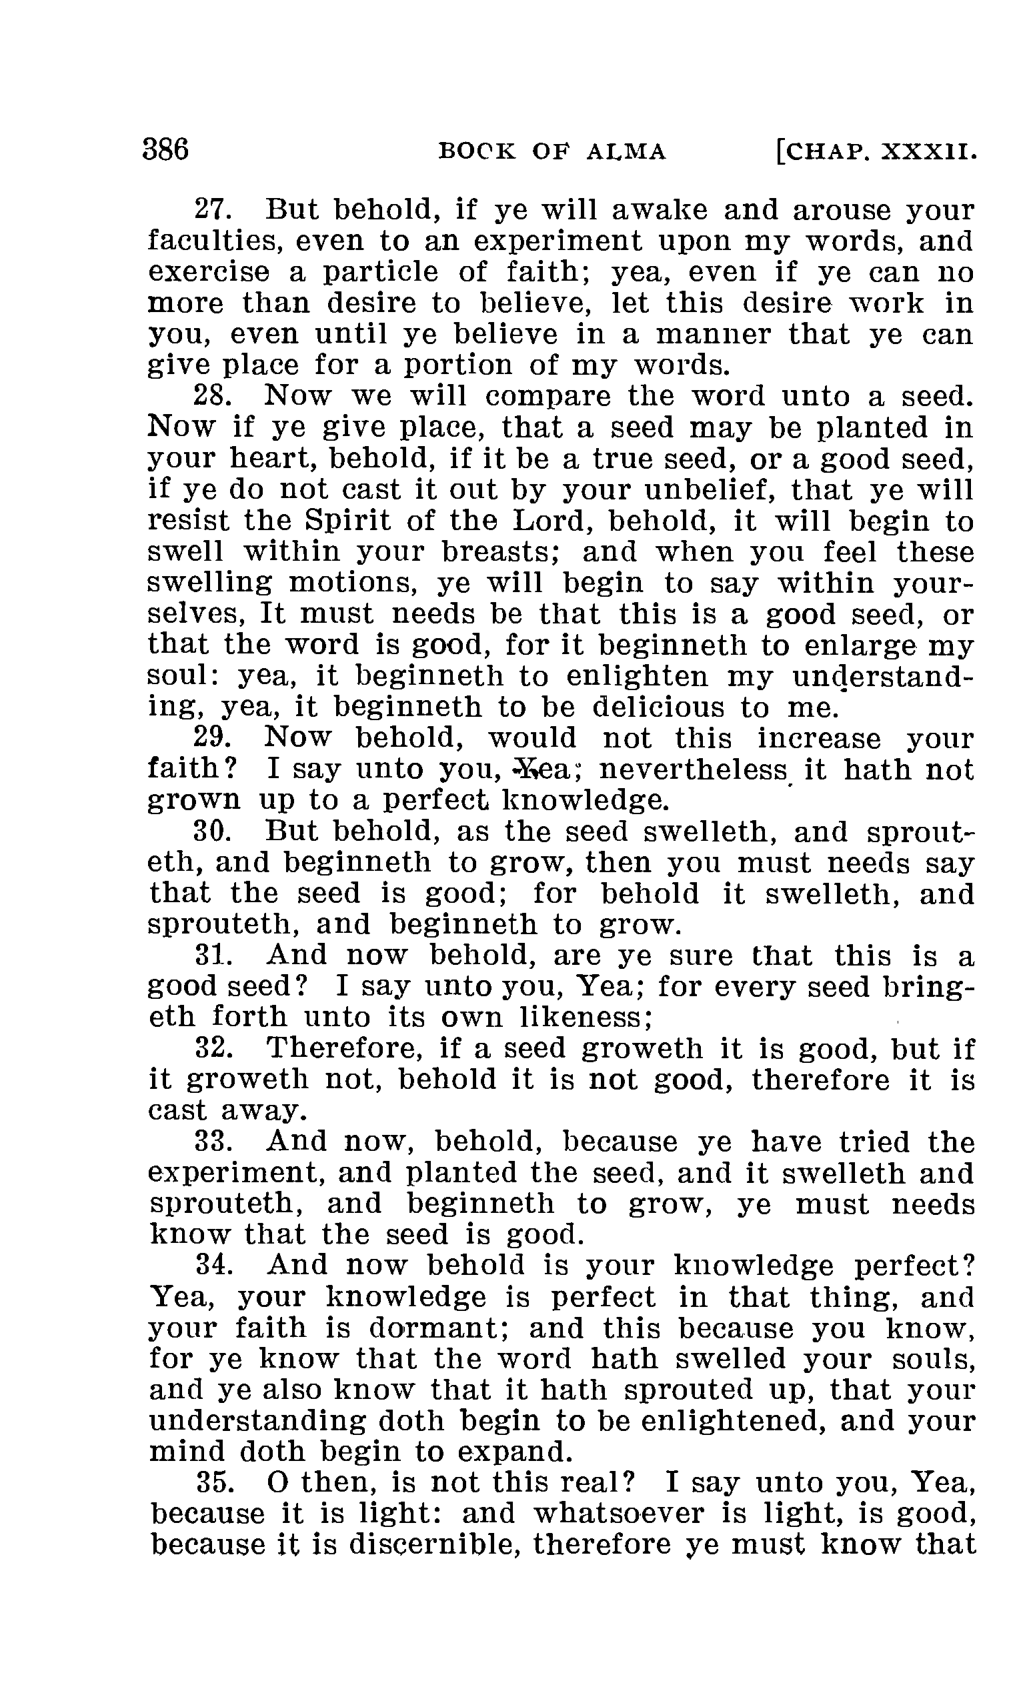 386 BOOK OF ALMA [CHAP. XXXII.
27. But behold, if ye will awake and arouse your
faculties, even to an experiment upon my words, and
exercise a particle of faith; yea, even if ye can no
more than desire to believe, let this desire work in
you, even until ye believe in a manner that ye can
give place for a portion of my words.
28. Now we will compare the word unto a seed.
Now if ye give place, that a seed may be planted in
your heart, behold, if it be a true seed, or a good seed,
if ye do not cast it out by your unbelief, that ye will
resist the Spirit of the Lord, behold, it will begin to
swell within your breasts; and when you feel these
swelling motions, ye will begin to say within your-
selves, It must needs be that this is a good seed, or
that the word is good, for it beginneth to enlarge my
soul: yea, it beginneth to enlighten my understand-
ing, yea, it beginneth to be delicious to me.
29. Now behold, would not this increase your
faith? I say unto you, Yea; nevertheless it hath not
grown up to a perfect knowledge.
30. But behold, as the seed swelleth, and sprout-
eth, and beginneth to grow, then you must needs say
that the seed is good; for behold it swelleth, and
sprouteth, and beginneth to grow.
31. And now behold, are ye sure that this is a
good seed? I say unto you, Yea; for every seed bring-
eth forth unto its own likeness;
32. Therefore, if a seed groweth it is good, but if
it groweth not, behold it is not good, therefore it is
cast away.
33. And now, behold, because ye have tried the
experiment, and planted the seed, and it swelleth and
sprouteth, and beginneth to grow, ye must needs
know that the seed is good.
34. And now behold is your knowledge perfect?
Yea, your knowledge is perfect in that thing, and
your faith is dormant; and this because you know,
for ye know that the word hath swelled your souls,
and ye also know that it hath sprouted up, that your
understanding doth begin to be enlightened, and your
mind doth begin to expand.
35. O then, is not this real? I say unto you, Yea,
because it is light: and whatsoever is light, is good,
because it is discernible, therefore ye must know that